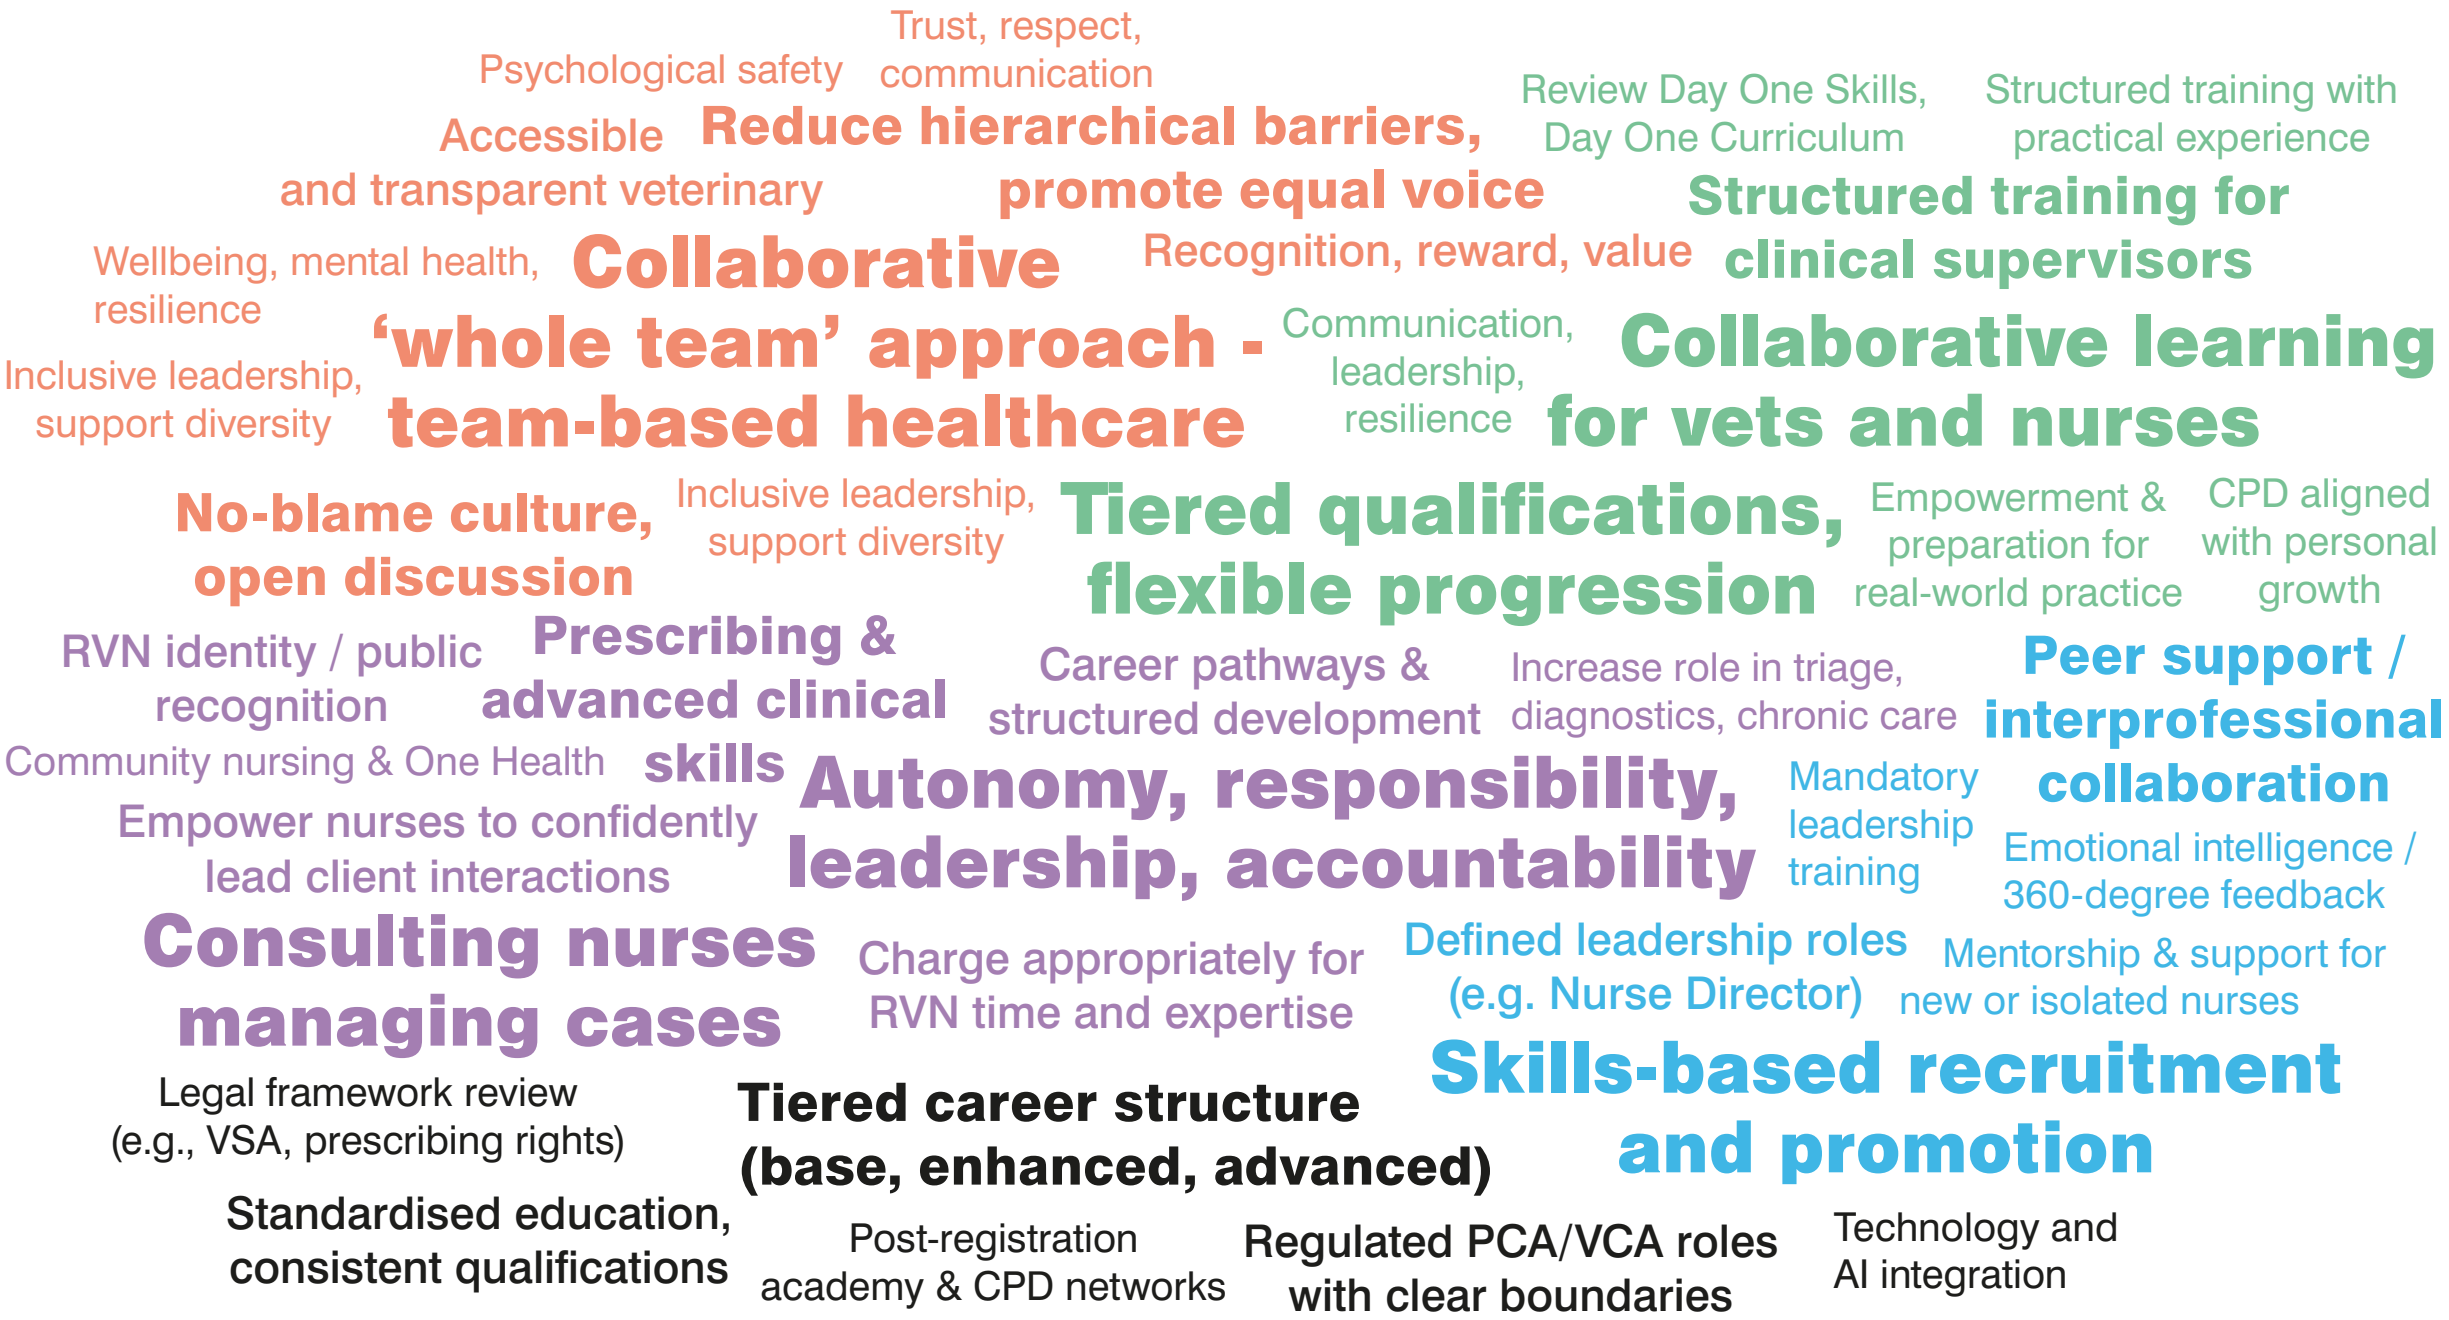 Trust, respect,
communication
Psychological safety
Accessible
and transparent veterinary
Reduce hierarchical barriers,
promote equal voice
Review Day One Skills,
Day One Curriculum
Structured training with
practical experience
Structured training for
clinical supervisors
Wellbeing, mental health,
resilience
Collaborative
‘whole team’ approach -
team-based healthcare
Recognition, reward, value
Communication,
leadership,
resilience
Collaborative learning
for vets and nurses
Inclusive leadership,
support diversity
No-blame culture,
open discussion
Inclusive leadership,
support diversity
Tiered qualifications,
flexible progression
Empowerment &
preparation for
real-world practice
CPD aligned
with personal
growth
RVN identity / public
recognition
Prescribing &
advanced clinical
skills
Career pathways &
structured development
Increase role in triage,
diagnostics, chronic care
Peer support /
interprofessional
collaboration
Community nursing & One Health
Empower nurses to confidently
lead client interactions
Autonomy, responsibility,
leadership, accountability
Mandatory
leadership
training
Emotional intelligence /
360-degree feedback
Consulting nurses
managing cases
Charge appropriately for
RVN time and expertise
Defined leadership roles
(e.g. Nurse Director)
Mentorship & support for
new or isolated nurses
Skills-based recruitment
and promotion
Legal framework review
(e.g., VSA, prescribing rights)
Tiered career structure
(base, enhanced, advanced)
Standardised education,
consistent qualifications
Post-registration
academy & CPD networks
Regulated PCA/VCA roles
with clear boundaries
Technology and
AI integration